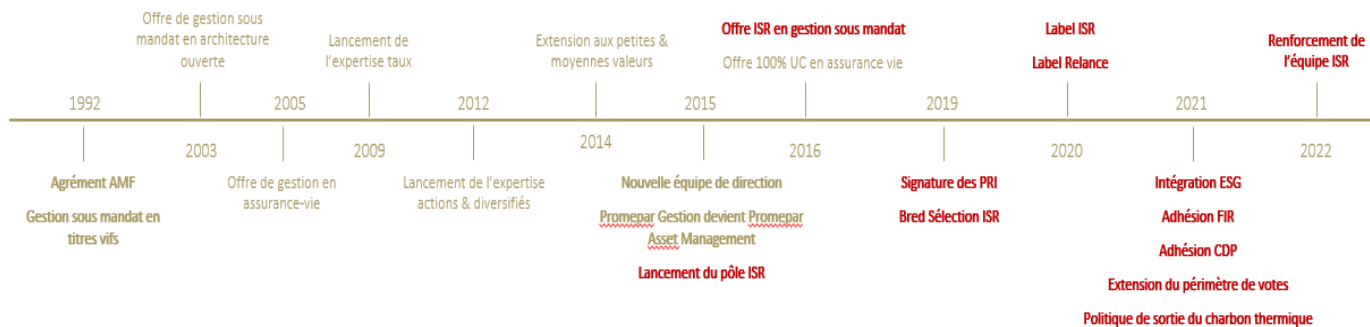 Offre de gestion sous
mandat en architecture
ouverte
Lancement de
l'expertise taux
Extension aux petites &
moyennes valeurs
Offre ISR en gestion sous mandat
Offre 100% UC en assurance vie
Label ISR
Label Relance
Renforcement de
l'équipe ISR
1992
2005
2012
2015
2019
2021
2003
2009
2014
2016
2020
2022
Agrément AMF
Gestion sous mandat en
titres vifs
Offre de gestion en
assurance-vie
Lancement de l'expertise
actions & diversifiés
Nouvelle équipe de direction
Promepar Gestion devient Promepar
Asset Management
Lancement du pôle ISR
Signature des PRI
Bred Sélection ISR
Intégration ESG
Adhésion FIR
Adhésion CDP
Extension du périmètre de votes
Politique de sortie du charbon thermique